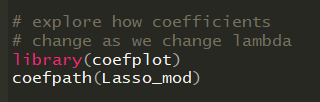 # explore how coefficients
# change as we change lambda
library(coefplot)
coefpath(Lasso_mod)